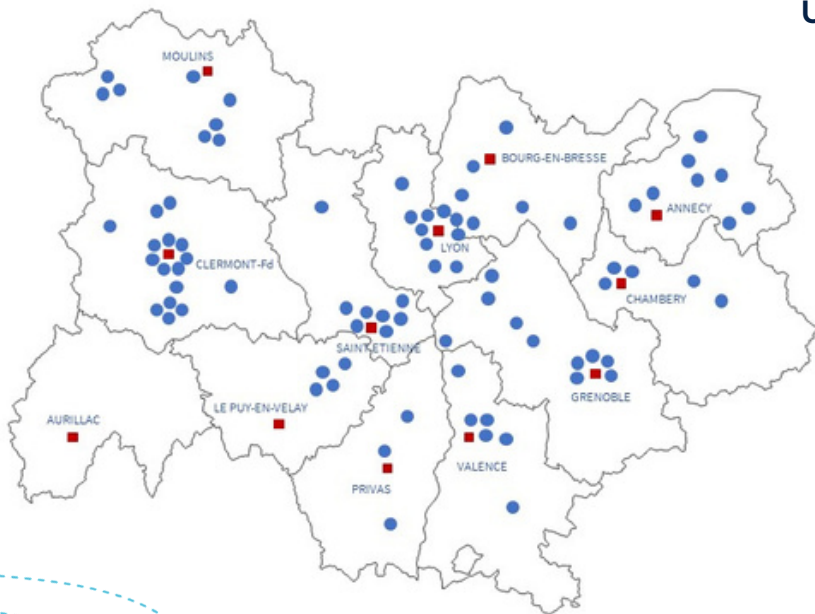 MOULINS
BOURG-EN-BRESSE
ANNECY
LYON
CLERMONT-Fd
CHAMBERY
SAINT-ETIENNE
GRENOBLE
LE PUY-EN-VELAY
AURILLAC
VALENCE
PRIVAS